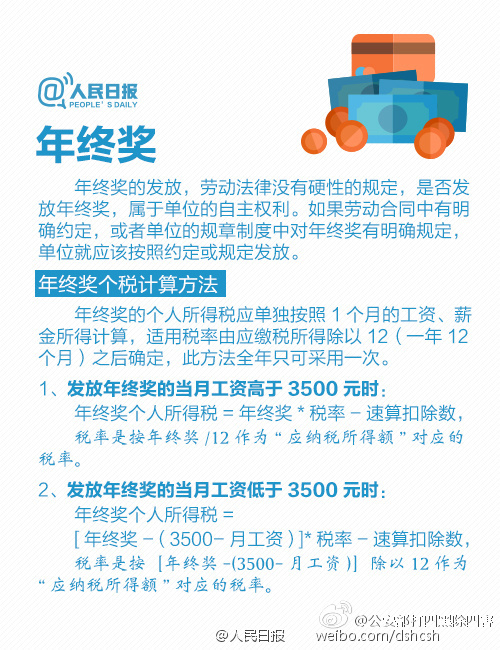 @人民日报
PEOPLE'S DAILY
年终奖
年终奖的发放，劳动法律没有硬性的规定，是否发
放年终奖，属于单位的自主权利。如果劳动合同中有明
确约定，或者单位的规章制度中对年终奖有明确规定，
单位就应该按照约定或规定发放。
年终奖个税计算方法
年终奖的个人所得税应单独按照 1 个月的工资、薪
金所得计算，适用税率由应缴税所得除以 12（一年 12
个月）之后确定，此方法全年只可采用一次。
1、发放年终奖的当月工资高于 3500 元时：
年终奖个人所得税 = 年终奖 * 税率 – 速算扣除数，
税率是按年终奖 /12 作为“应纳税所得额”对应的
税率。
2、发放年终奖的当月工资低于 3500 元时：
年终奖个人所得税 =
[ 年终奖 –（ 3500– 月工资 ）]* 税率 – 速算扣除数，
税率是按 [年终奖 -(3500- 月工资 )] 除以 12 作为
“应纳税所得额”对应的税率。
@公安部打四黑除四害
@人民日报
weibo.com/dshcsh